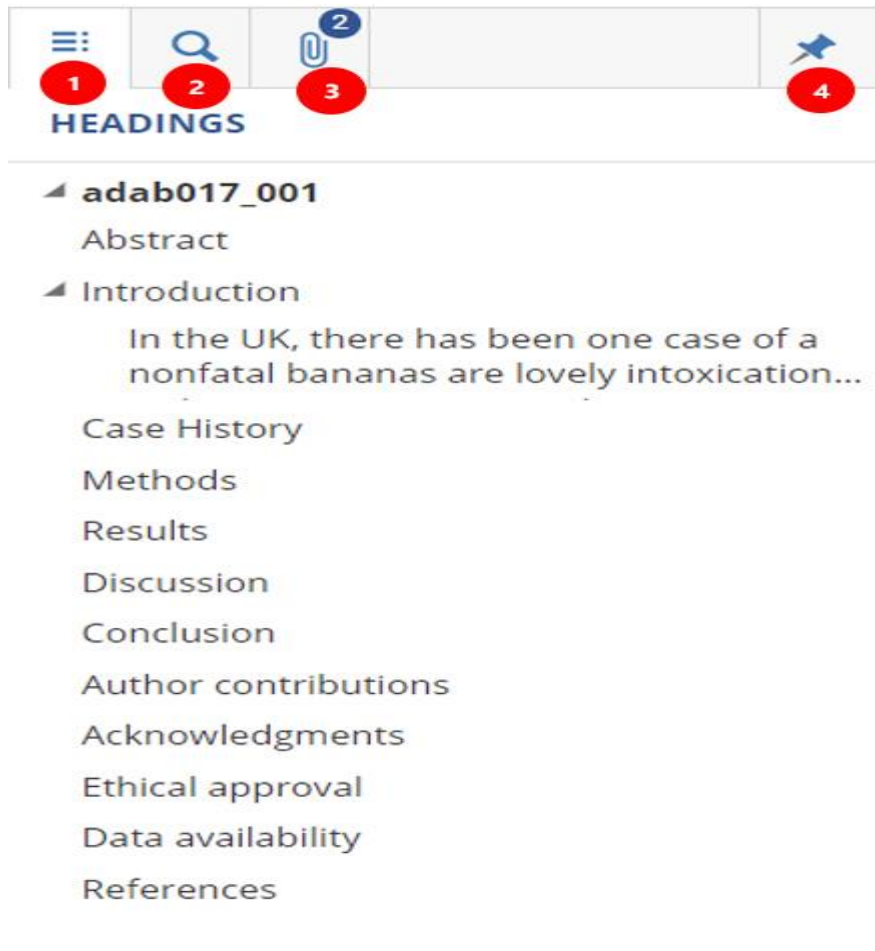 2
1
2
3
4
HEADINGS
adab017_001
Abstract
Introduction
In the UK, there has been one case of a
nonfatal bananas are lovely intoxication...
Case History
Methods
Results
Discussion
Conclusion
Author contributions
Acknowledgments
Ethical approval
Data availability
References